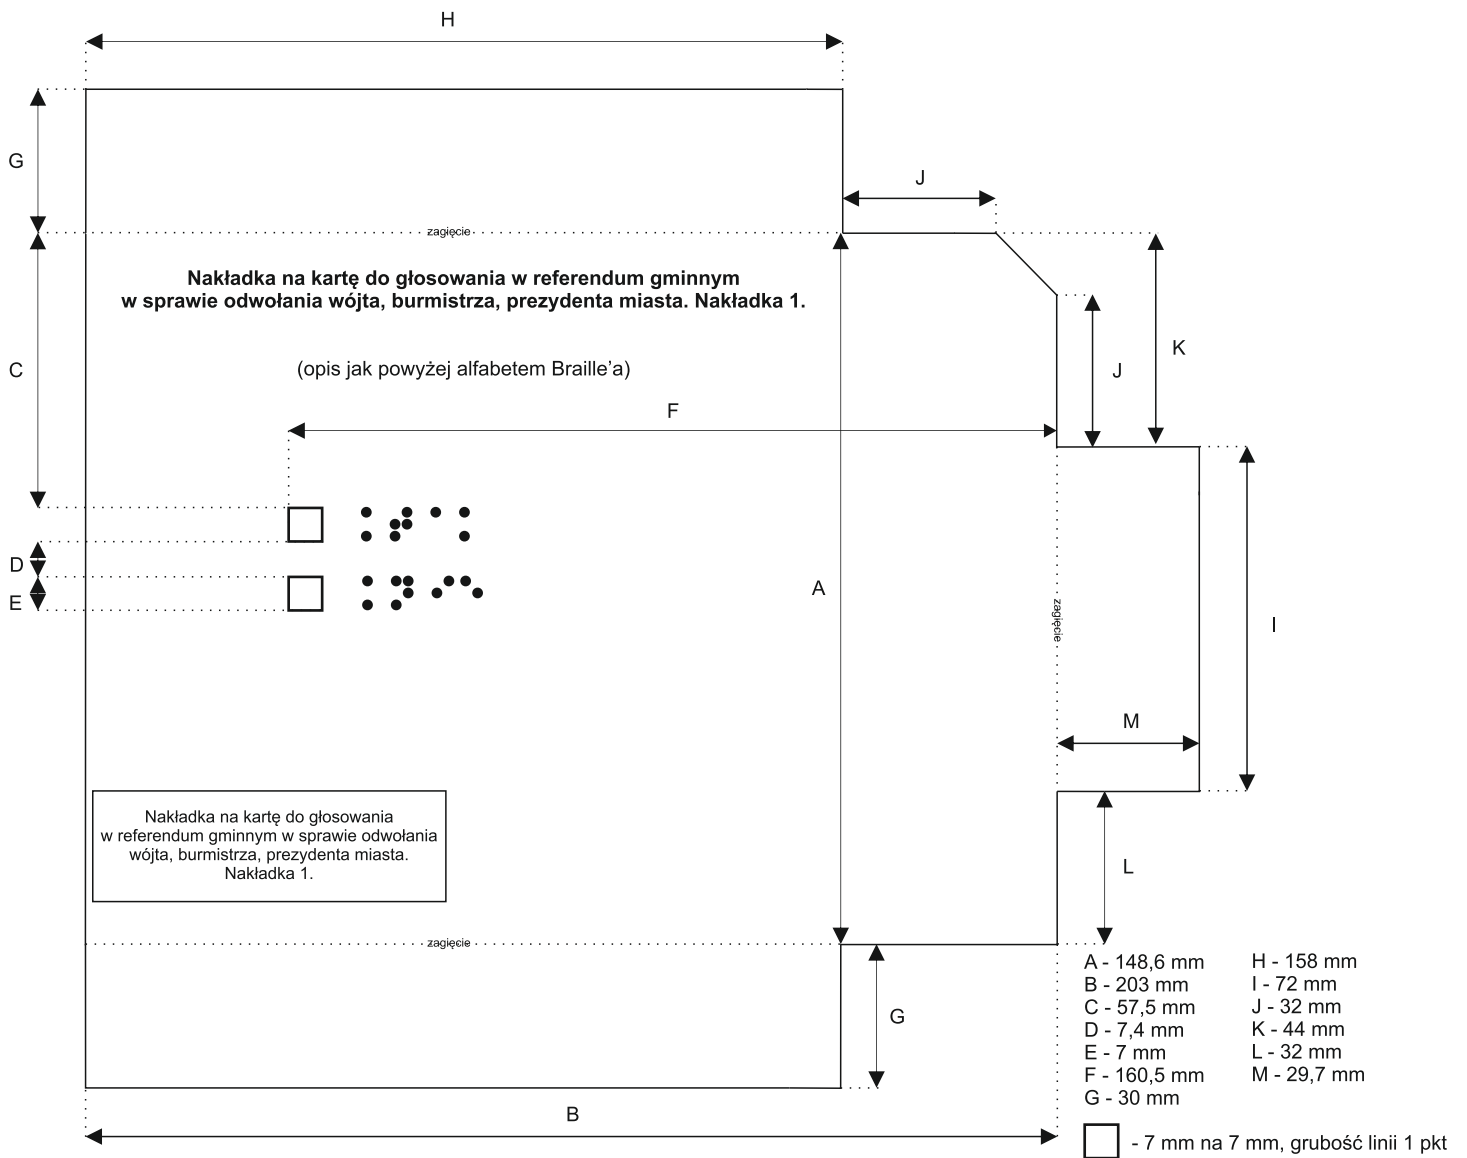 H
G
J
zagięcie
Nakładka na kartę do głosowania w referendum gminnym
w sprawie odwołania wójta, burmistrza, prezydenta miasta. Nakładka 1.
K
C
(opis jak powyżej alfabetem Braille’a)
J
F
D
E
A
zagięcie
I
M
Nakładka na kartę do głosowania
w referendum gminnym w sprawie odwołania
wójta, burmistrza, prezydenta miasta.
Nakładka 1.
L
zagięcie
G
B
A - 148,6 mm
B - 203 mm
C - 57,5 mm
D - 7,4 mm
E - 7 mm
F - 160,5 mm
G - 30 mm
H - 158 mm
I - 72 mm
J - 32 mm
K - 44 mm
L - 32 mm
M - 29,7 mm
- 7 mm na 7 mm, grubość linii 1 pkt